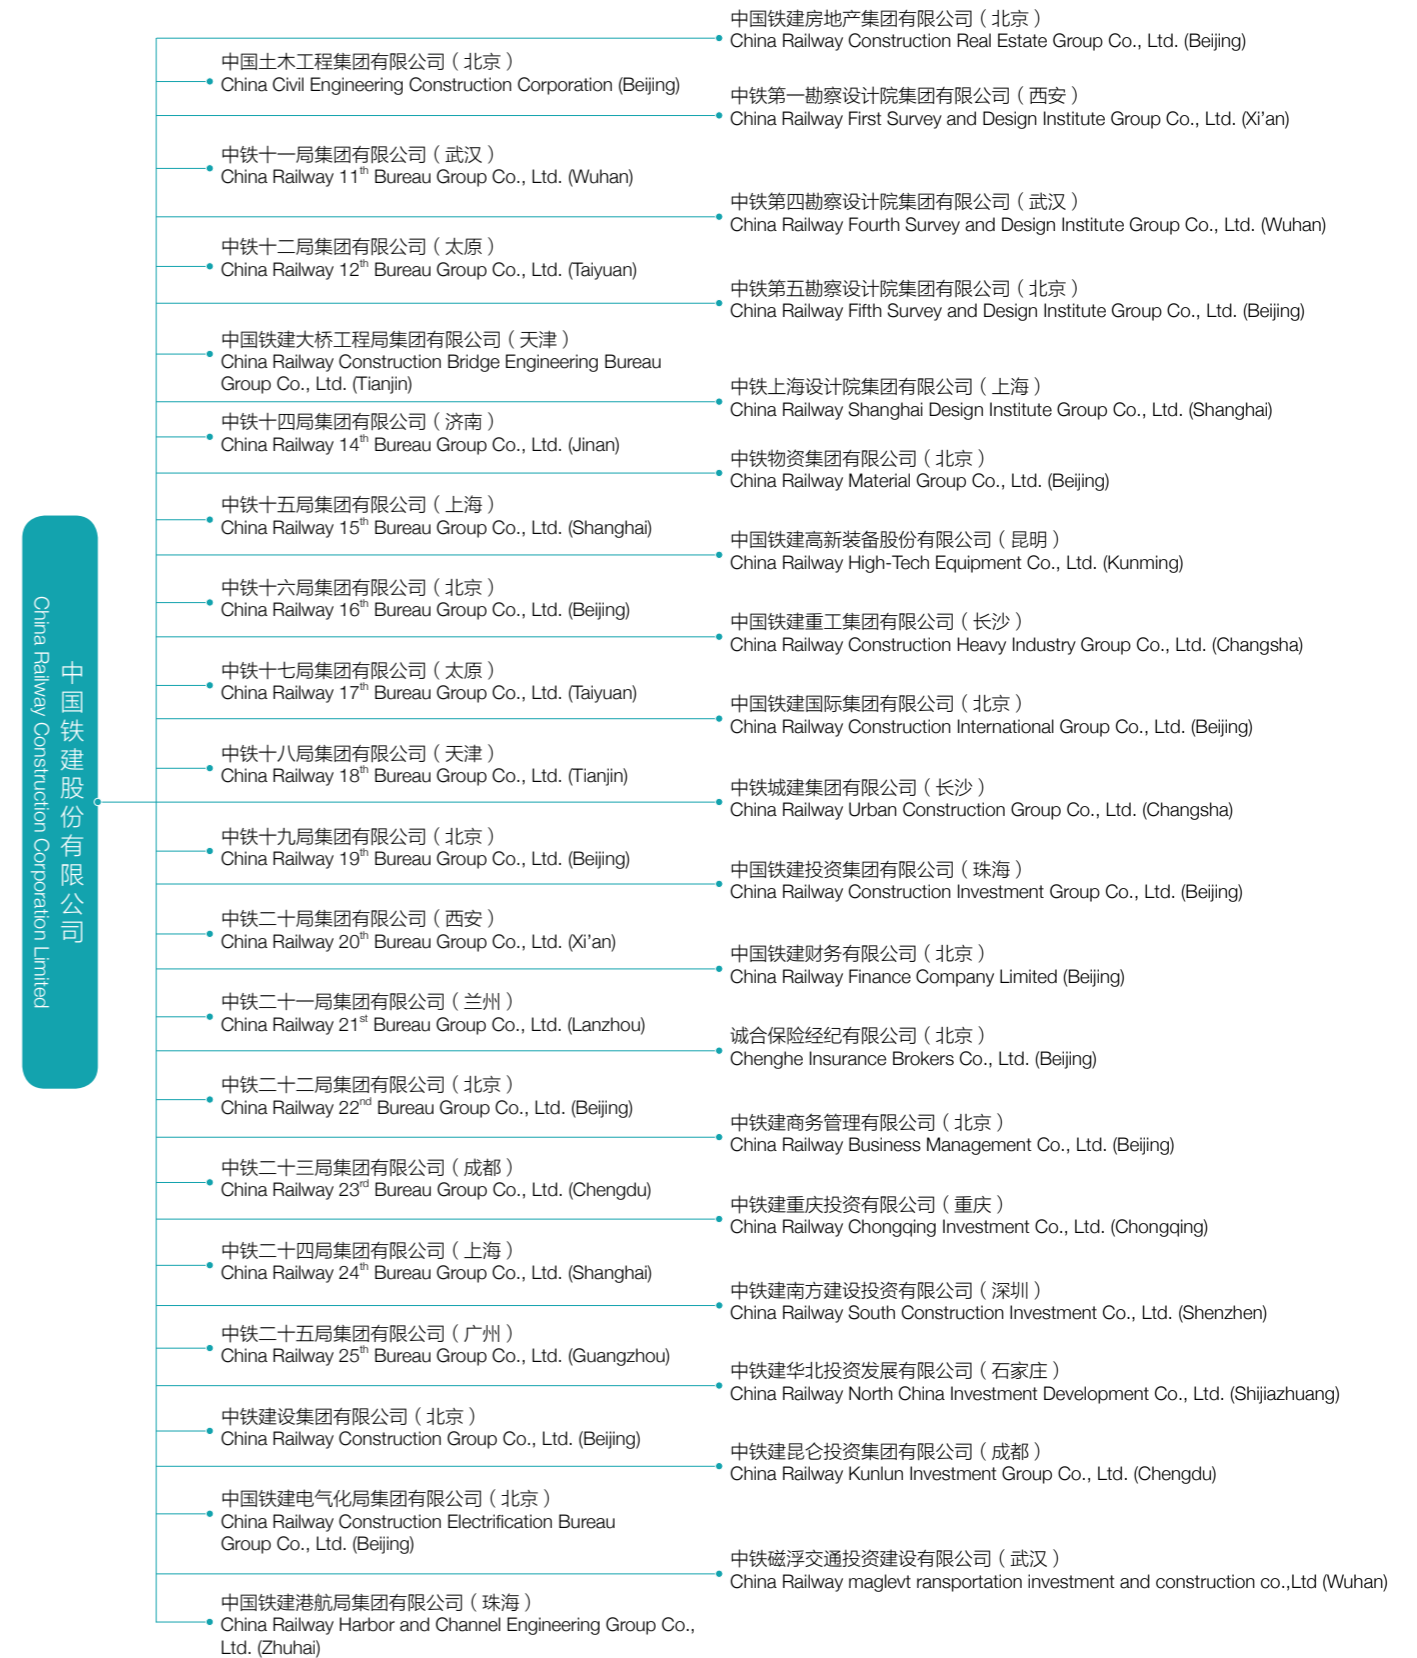 中国铁建股份有限公司
China Railway Construction Corporation Limited
中国土木工程集团有限公司（北京）
China Civil Engineering Construction Corporation (Beijing)
中铁十一局集团有限公司（武汉）
China Railway 11th Bureau Group Co., Ltd. (Wuhan)
中铁十二局集团有限公司（太原）
China Railway 12th Bureau Group Co., Ltd. (Taiyuan)
中国铁建大桥工程局集团有限公司（天津）
China Railway Construction Bridge Engineering Bureau
Group Co., Ltd. (Tianjin)
中铁十四局集团有限公司（济南）
China Railway 14th Bureau Group Co., Ltd. (Jinan)
中铁十五局集团有限公司（上海）
China Railway 15th Bureau Group Co., Ltd. (Shanghai)
中铁十六局集团有限公司（北京）
China Railway 16th Bureau Group Co., Ltd. (Beijing)
中铁十七局集团有限公司（太原）
China Railway 17th Bureau Group Co., Ltd. (Taiyuan)
中铁十八局集团有限公司（天津）
China Railway 18th Bureau Group Co., Ltd. (Tianjin)
中铁十九局集团有限公司（北京）
China Railway 19th Bureau Group Co., Ltd. (Beijing)
中铁二十局集团有限公司（西安）
China Railway 20th Bureau Group Co., Ltd. (Xi’an)
中铁二十一局集团有限公司（兰州）
China Railway 21st Bureau Group Co., Ltd. (Lanzhou)
中铁二十二局集团有限公司（北京）
China Railway 22nd Bureau Group Co., Ltd. (Beijing)
中铁二十三局集团有限公司（成都）
China Railway 23rd Bureau Group Co., Ltd. (Chengdu)
中铁二十四局集团有限公司（上海）
China Railway 24th Bureau Group Co., Ltd. (Shanghai)
中铁二十五局集团有限公司（广州）
China Railway 25th Bureau Group Co., Ltd. (Guangzhou)
中铁建设集团有限公司（北京）
China Railway Construction Group Co., Ltd. (Beijing)
中国铁建电气化局集团有限公司（北京）
China Railway Construction Electrification Bureau
Group Co., Ltd. (Beijing)
中国铁建港航局集团有限公司（珠海）
China Railway Harbor and Channel Engineering Group Co.,
Ltd. (Zhuhai)
中国铁建房地产集团有限公司（北京）
China Railway Construction Real Estate Group Co., Ltd. (Beijing)
中铁第一勘察设计院集团有限公司（西安）
China Railway First Survey and Design Institute Group Co., Ltd. (Xi’an)
中铁第四勘察设计院集团有限公司（武汉）
China Railway Fourth Survey and Design Institute Group Co., Ltd. (Wuhan)
中铁第五勘察设计院集团有限公司（北京）
China Railway Fifth Survey and Design Institute Group Co., Ltd. (Beijing)
中铁上海设计院集团有限公司（上海）
China Railway Shanghai Design Institute Group Co., Ltd. (Shanghai)
中铁物资集团有限公司（北京）
China Railway Material Group Co., Ltd. (Beijing)
中国铁建高新装备股份有限公司（昆明）
China Railway High-Tech Equipment Co., Ltd. (Kunming)
中国铁建重工集团有限公司（长沙）
China Railway Construction Heavy Industry Group Co., Ltd. (Changsha)
中国铁建国际集团有限公司（北京）
China Railway Construction International Group Co., Ltd. (Beijing)
中铁城建集团有限公司（长沙）
China Railway Urban Construction Group Co., Ltd. (Changsha)
中国铁建投资集团有限公司（珠海）
China Railway Construction Investment Group Co., Ltd. (Beijing)
中国铁建财务有限公司（北京）
China Railway Finance Company Limited (Beijing)
诚合保险经纪有限公司（北京）
Chenghe Insurance Brokers Co., Ltd. (Beijing)
中铁建商务管理有限公司（北京）
China Railway Business Management Co., Ltd. (Beijing)
中铁建重庆投资有限公司（重庆）
China Railway Chongqing Investment Co., Ltd. (Chongqing)
中铁建南方建设投资有限公司（深圳）
China Railway South Construction Investment Co., Ltd. (Shenzhen)
中铁建华北投资发展有限公司（石家庄）
China Railway North China Investment Development Co., Ltd. (Shijiazhuang)
中铁建昆仑投资集团有限公司（成都）
China Railway Kunlun Investment Group Co., Ltd. (Chengdu)
中铁磁浮交通投资建设有限公司（武汉）
China Railway maglevt ransportation investment and construction co.,Ltd (Wuhan)